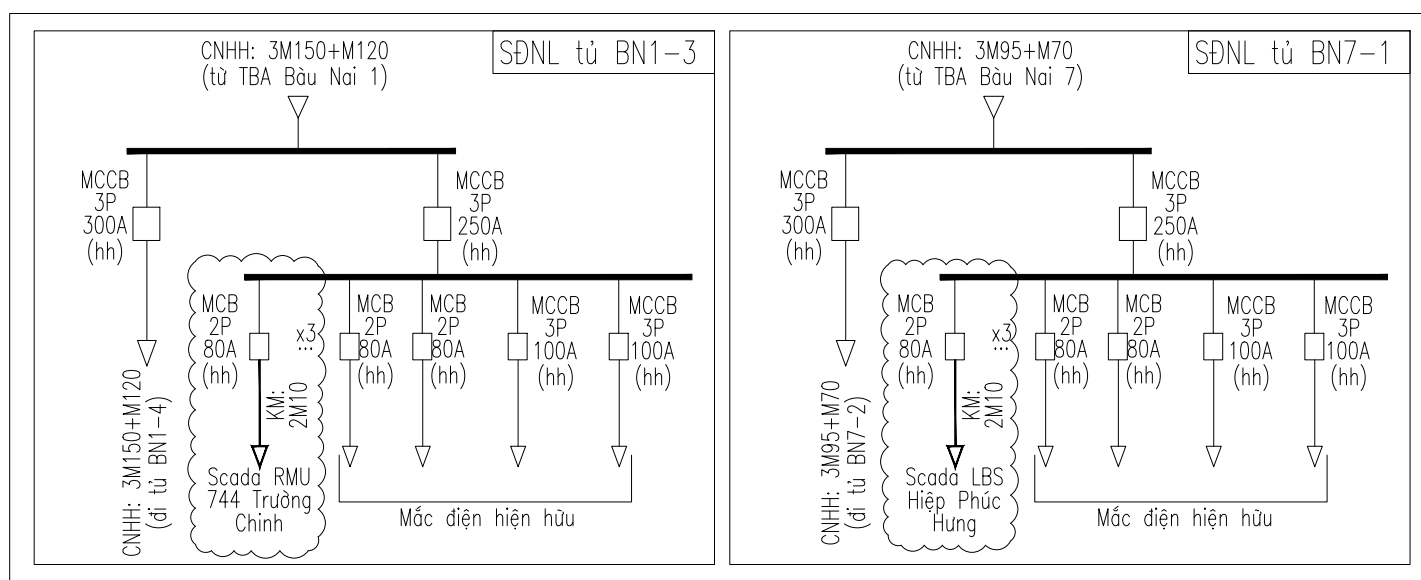 SĐNL tủ BN1-3
CNHH: 3M150+M120
(từ TBA Bàu Nai 1)
MCCB
3P
300A
(hh)
MCCB
3P
250A
(hh)
CNHH: 3M150+M120
(đi tủ BN1-4)
MCB
2P
80A
(hh)
x3
...
KM:
2M10
Scada RMU
744 Trường
Chinh
MCB
2P
80A
(hh)
MCB
2P
80A
(hh)
MCCB
3P
100A
(hh)
MCCB
3P
100A
(hh)
Mắc điện hiện hữu
SĐNL tủ BN7-1
CNHH: 3M95+M70
(từ TBA Bàu Nai 7)
MCCB
3P
300A
(hh)
MCCB
3P
250A
(hh)
CNHH: 3M95+M70
(đi tủ BN7-2)
MCB
2P
80A
(hh)
x3
...
KM:
2M10
Scada LBS
Hiệp Phúc
Hưng
MCB
2P
80A
(hh)
MCB
2P
80A
(hh)
MCCB
3P
100A
(hh)
MCCB
3P
100A
(hh)
Mắc điện hiện hữu